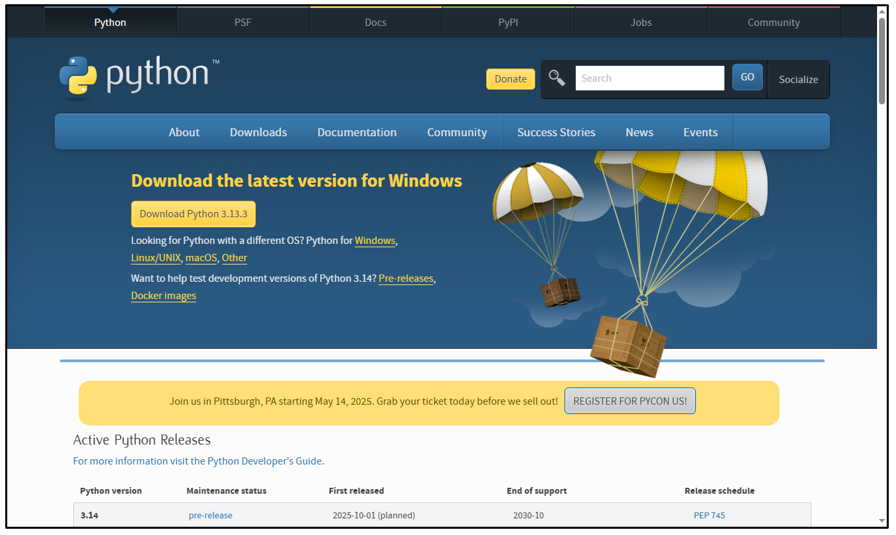 Python PSF Docs PyPI Jobs Community
python™
Donate Search GO Socialize
About Downloads Documentation Community Success Stories News Events
Download the latest version for Windows
Download Python 3.13.3
Looking for Python with a different OS? Python for Windows,
Linux/UNIX, macOS, Other
Want to help test development versions of Python 3.14? Pre-releases,
Docker images
Join us in Pittsburgh, PA starting May 14, 2025. Grab your ticket today before we sell out! REGISTER FOR PYCON US!
Active Python Releases
For more information visit the Python Developer's Guide.
Python version Maintenance status First released End of support Release schedule
3.14 pre-release 2025-10-01 (planned) 2030-10 PEP 745